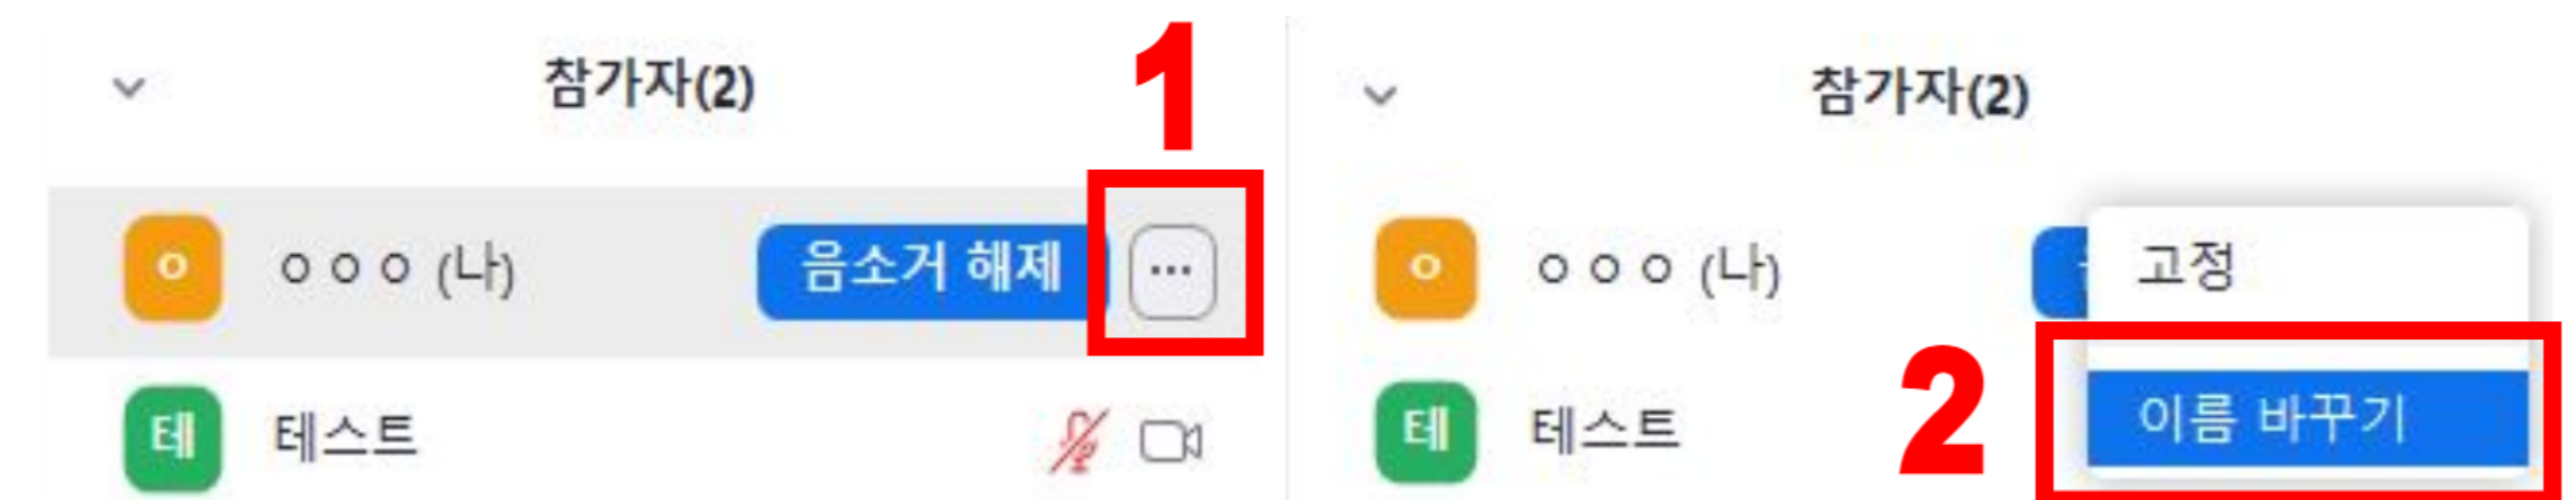 참가자(2)
1
ㅇ ㅇㅇㅇ (나) 음소거 해제 ...
테 테스트
참가자(2)
ㅇ ㅇㅇㅇ (나)
고정
테 테스트
2
이름 바꾸기